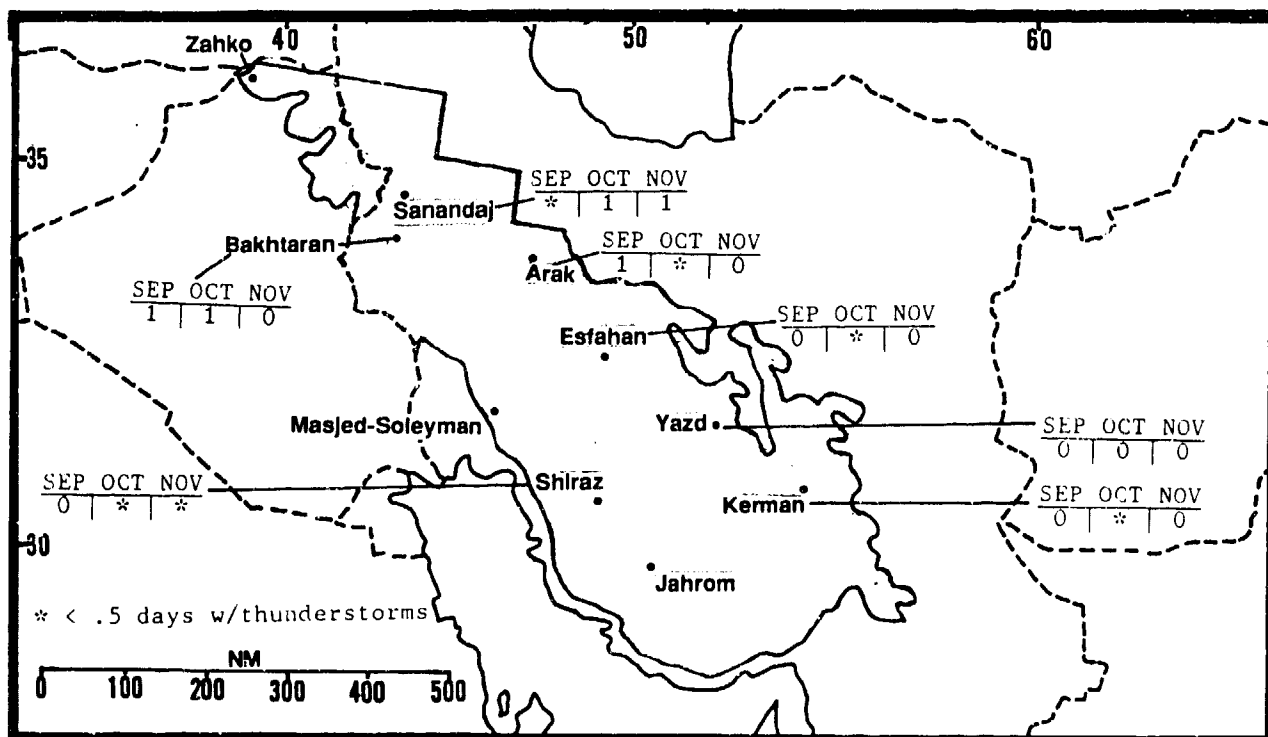 40 50 60
Zahko
35
SEP OCT NOV
* 1 1
Sanandaj
Bakhtaran
SEP OCT NOV
1 * 0
Arak
SEP OCT NOV
1 1 0
SEP OCT NOV
0 * 0
Esfahan
Masjed-Soleyman
Yazd
SEP OCT NOV
0 0 0
SEP OCT NOV
0 * *
Shiraz
Kerman
SEP OCT NOV
0 * 0
30
Jahrom
* < .5 days w/thunderstorms
NM
0 100 200 300 400 500